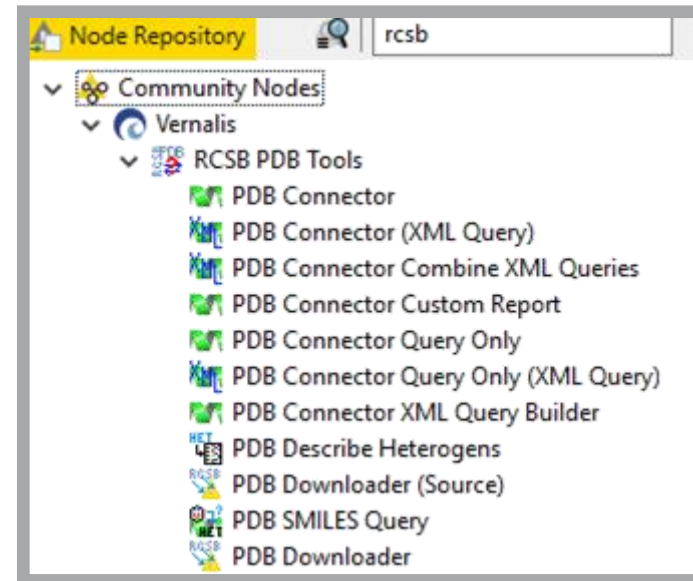 Node Repository
rcsb
Community Nodes
Vernalis
RCSB PDB Tools
PDB Connector
PDB Connector (XML Query)
PDB Connector Combine XML Queries
PDB Connector Custom Report
PDB Connector Query Only
PDB Connector Query Only (XML Query)
PDB Connector XML Query Builder
PDB Describe Heterogens
PDB Downloader (Source)
PDB SMILES Query
PDB Downloader